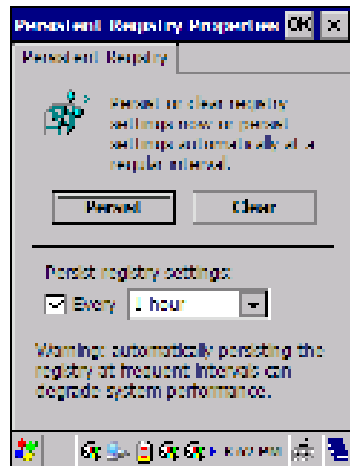 Persistent Registry Properties OK ×
Persistent Registry
Persist or clear registry
settings now or persist
settings automatically at a
regular interval.
Persist Clear
Persist registry settings:
Every 1 hour
Warning: automatically persisting the
registry at frequent intervals can
degrade system performance.
PM